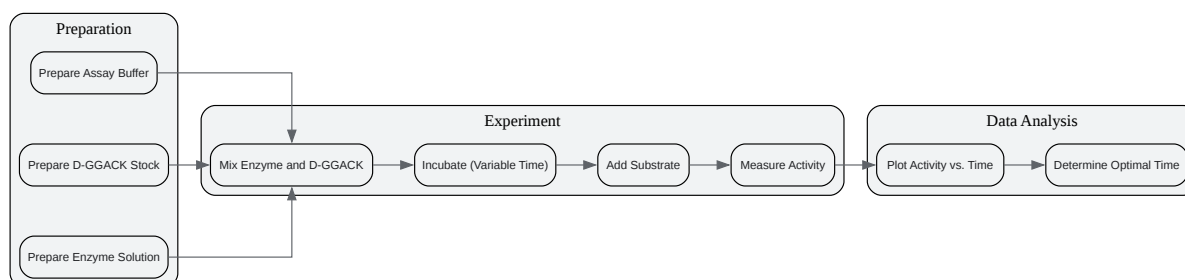 Preparation
Prepare Assay Buffer
Prepare D-GGACK Stock
Prepare Enzyme Solution
Experiment
Mix Enzyme and D-GGACK
Incubate (Variable Time)
Add Substrate
Measure Activity
Data Analysis
Plot Activity vs. Time
Determine Optimal Time